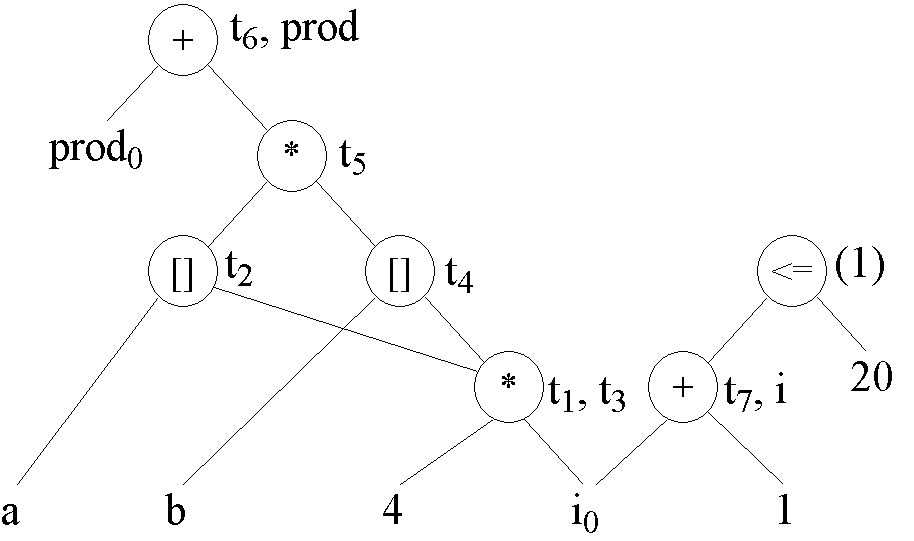 + t₆, prod
prod₀
* t₅
[] t₂ [] t₄ <= (1)
* t₁, t₃ + t₇, i 20
a b 4 i₀ 1